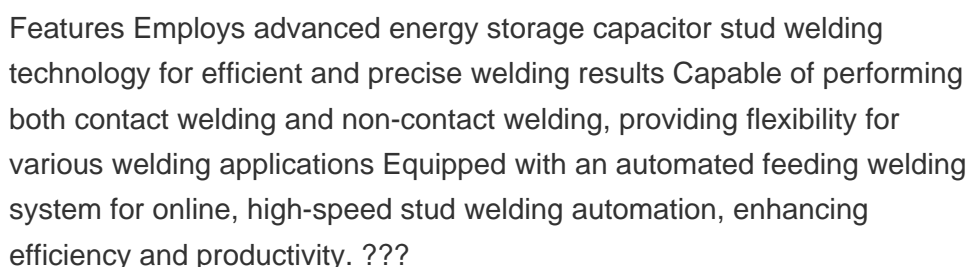 Features Employs advanced energy storage capacitor stud welding
technology for efficient and precise welding results Capable of performing
both contact welding and non-contact welding, providing flexibility for
various welding applications Equipped with an automated feeding welding
system for online, high-speed stud welding automation, enhancing
efficiency and productivity. ???